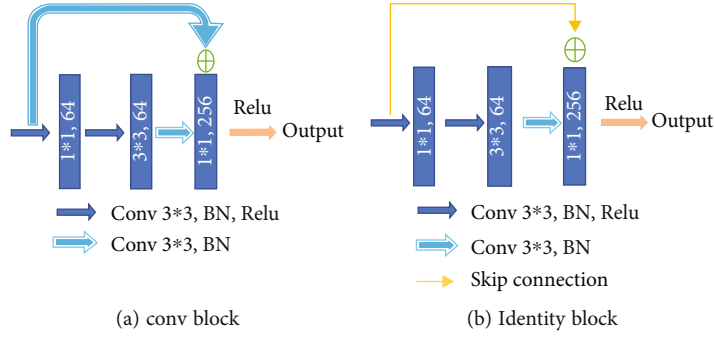 1*1, 64
3*3, 64
1*1, 256
Relu
Output
Conv 3*3, BN, Relu
Conv 3*3, BN
(a) conv block
1*1, 64
3*3, 64
1*1, 256
Relu
Output
Conv 3*3, BN, Relu
Conv 3*3, BN
Skip connection
(b) Identity block